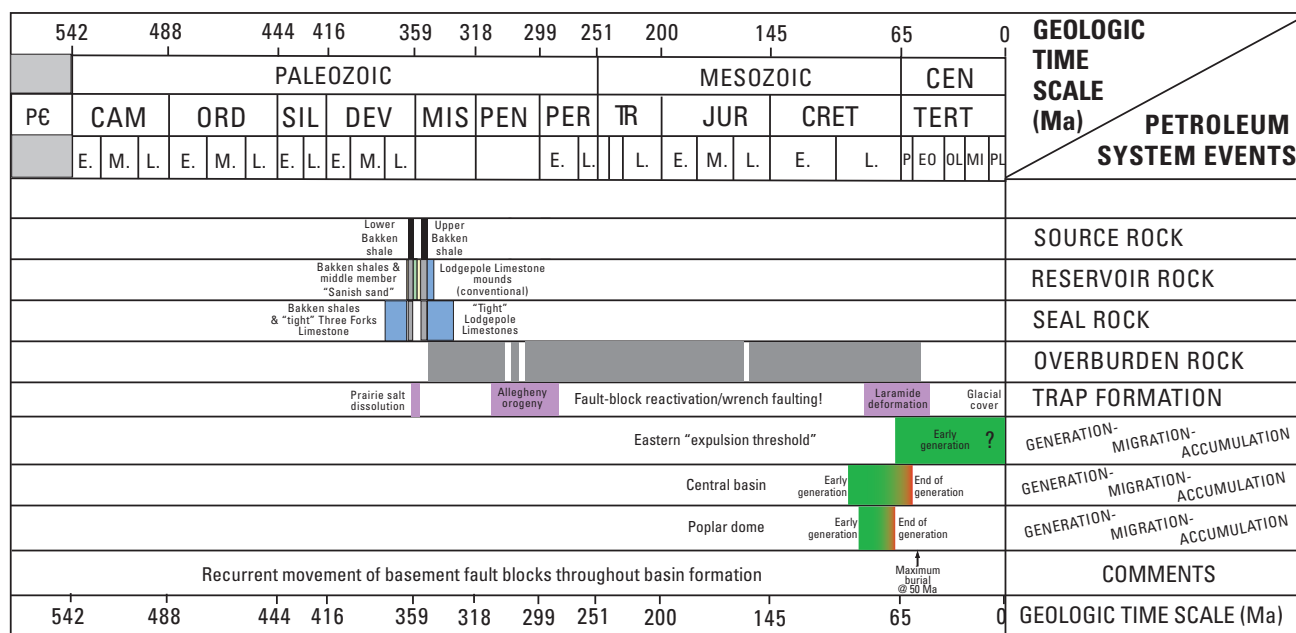 542 488 444 416 359 318 299 251 200 145 65 0
GEOLOGIC
TIME
SCALE
(Ma)
PETROLEUM
SYSTEM EVENTS
PALEOZOIC MESOZOIC CEN
PЄ CAM ORD SIL DEV MIS PEN PER TR JUR CRET TERT
E. M. L. E. M. L. E. L. E. M. L. E. L. L. E. M. L. E. L. P EO OL MI PL
Lower
Bakken
shale
Upper
Bakken
shale
SOURCE ROCK
Bakken shales &
middle member
"Sanish sand"
Lodgepole Limestone
mounds
(conventional)
RESERVOIR ROCK
Bakken shales
& "tight" Three Forks
Limestone
"Tight"
Lodgepole
Limestones
SEAL ROCK
OVERBURDEN ROCK
Prairie salt
dissolution
Allegheny
orogeny
Fault-block reactivation/wrench faulting!
Laramide
deformation
Glacial
cover
TRAP FORMATION
Eastern "expulsion threshold"
Early
generation
?
GENERATION-
MIGRATION-
ACCUMULATION
Central basin
Early
generation
End of
generation
GENERATION-
MIGRATION-
ACCUMULATION
Poplar dome
Early
generation
End of
generation
GENERATION-
MIGRATION-
ACCUMULATION
Recurrent movement of basement fault blocks throughout basin formation
Maximum
burial
@ 50 Ma
COMMENTS
542 488 444 416 359 318 299 251 200 145 65 0
GEOLOGIC TIME SCALE (Ma)